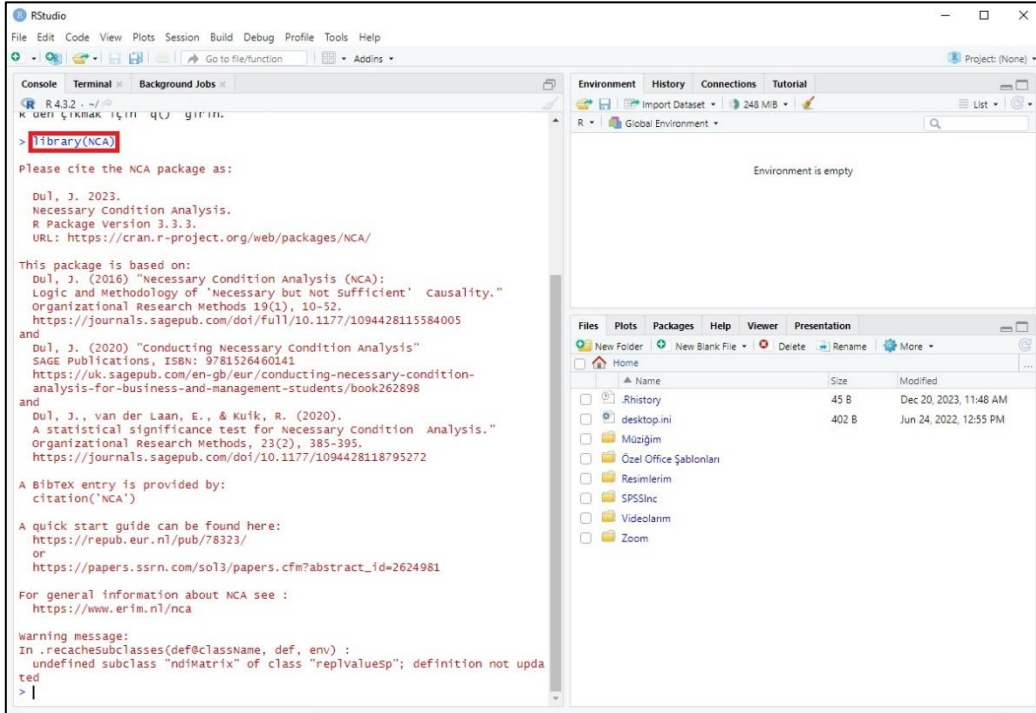 RStudio
File Edit Code View Plots Session Build Debug Profile Tools Help
Go to file/function Addins Project: (None)
Console Terminal Background Jobs
R 4.3.2 · ~/
R den çıkmak için 'q()' girin.
> library(NCA)
Please cite the NCA package as:
Dul, J. 2023.
Necessary Condition Analysis.
R Package Version 3.3.3.
URL: https://cran.r-project.org/web/packages/NCA/
This package is based on:
Dul, J. (2016) "Necessary Condition Analysis (NCA):
Logic and Methodology of 'Necessary but Not Sufficient' Causality."
Organizational Research Methods 19(1), 10-52.
https://journals.sagepub.com/doi/full/10.1177/1094428115584005
and
Dul, J. (2020) "Conducting Necessary Condition Analysis"
SAGE Publications, ISBN: 9781526460141
https://uk.sagepub.com/en-gb/eur/conducting-necessary-condition-
analysis-for-business-and-management-students/book262898
and
Dul, J., van der Laan, E., & Kuik, R. (2020).
A statistical significance test for Necessary Condition Analysis."
Organizational Research Methods, 23(2), 385-395.
https://journals.sagepub.com/doi/10.1177/1094428118795272
A BibTeX entry is provided by:
citation('NCA')
A quick start guide can be found here:
https://repub.eur.nl/pub/78323/
or
https://papers.ssrn.com/sol3/papers.cfm?abstract_id=2624981
For general information about NCA see :
https://www.erim.nl/nca
Warning message:
In .recacheSubclasses(def@className, def, env) :
undefined subclass "ndiMatrix" of class "replValueSp"; definition not upda
ted
>
Environment History Connections Tutorial
Import Dataset 248 MiB List
R Global Environment
Environment is empty
Files Plots Packages Help Viewer Presentation
New Folder New Blank File Delete Rename More
Home
Name Size Modified
.Rhistory 45 B Dec 20, 2023, 11:48 AM
desktop.ini 402 B Jun 24, 2022, 12:55 PM
Müziğim
Özel Office Şablonları
Resimlerim
SPSSInc
Videolarım
Zoom